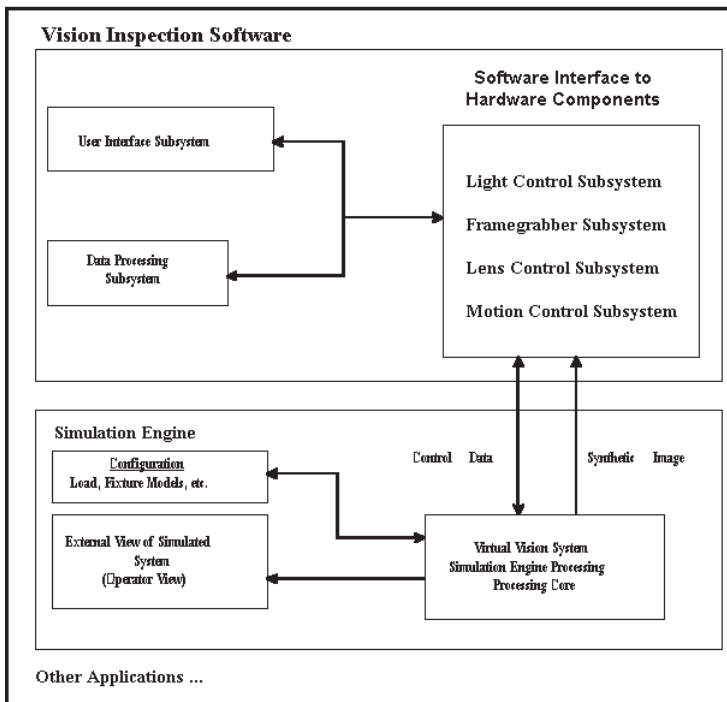 Vision Inspection Software
Software Interface to
Hardware Components
User Interface Subsystem
Data Processing
Subsystem
Light Control Subsystem
Framegrabber Subsystem
Lens Control Subsystem
Motion Control Subsystem
Simulation Engine
Configuration
Load, Fixture Models, etc.
Control Data
Synthetic Image
External View of Simulated
System
(Operator View)
Virtual Vision System
Simulation Engine Processing
Processing Core
Other Applications ...